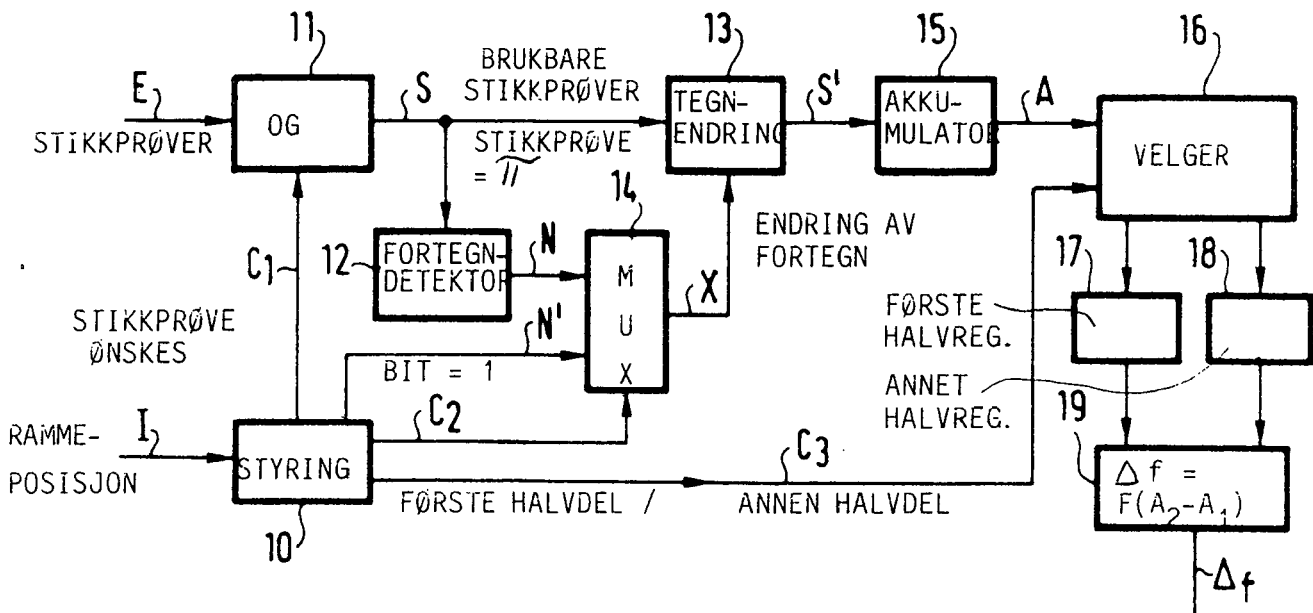 11
13
15
16
E
STIKKPRØVER
OG
S
BRUKBARE
STIKKPRØVER
STIKKPRØVE
=
TEGN-
ENDRING
S'
AKKU-
MULATOR
A
VELGER
C1
STIKKPRØVE
ØNSKES
12
FORTEGN-
DETEKTOR
N
N'
BIT = 1
14
M
U
X
X
ENDRING AV
FORTEGN
17
18
FØRSTE
HALVREG.
ANNET
HALVREG.
RAMME-
POSISJON
I
STYRING
10
C2
C3
FØRSTE HALVDEL /
ANNEN HALVDEL
19
Δ f =
F(A2-A1)
Δf